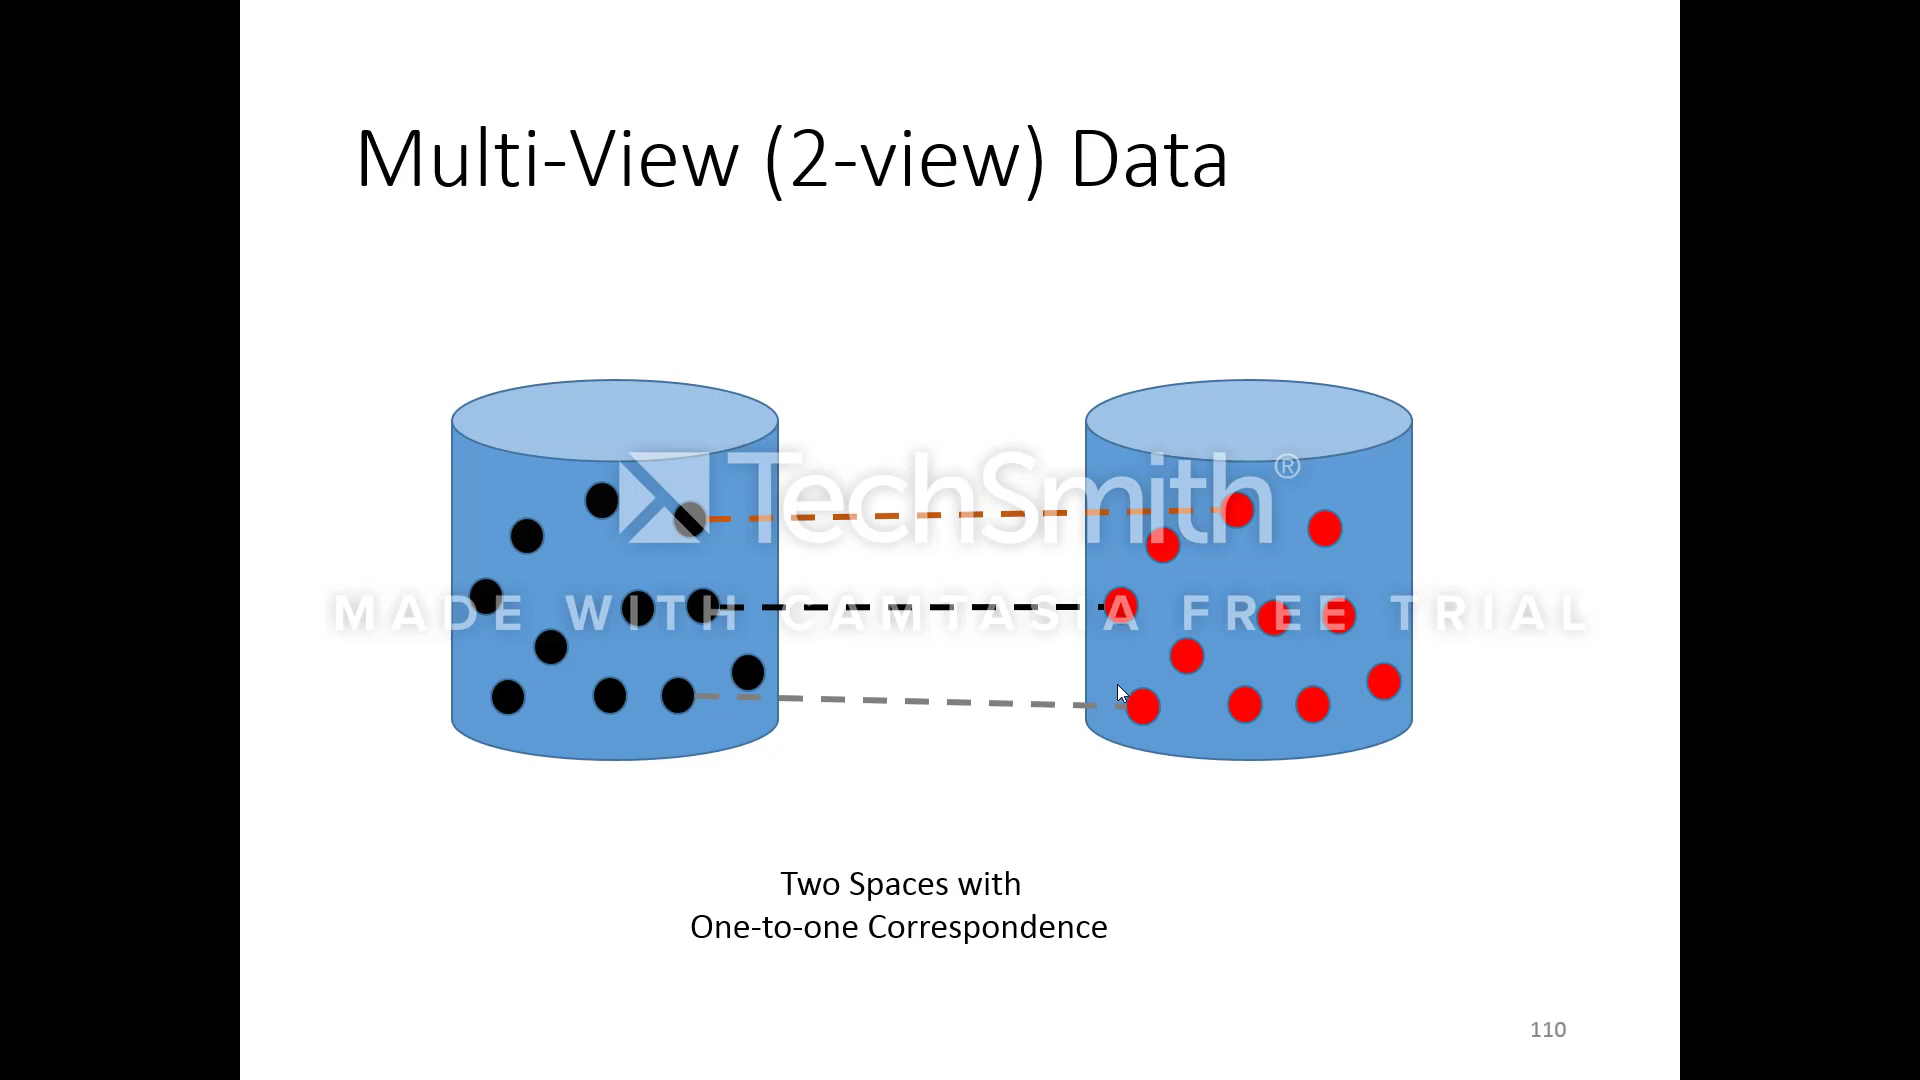 Multi-View (2-view) Data
TechSmith®
MADE WITH CAMTASIA FREE TRIAL
Two Spaces with
One-to-one Correspondence
110